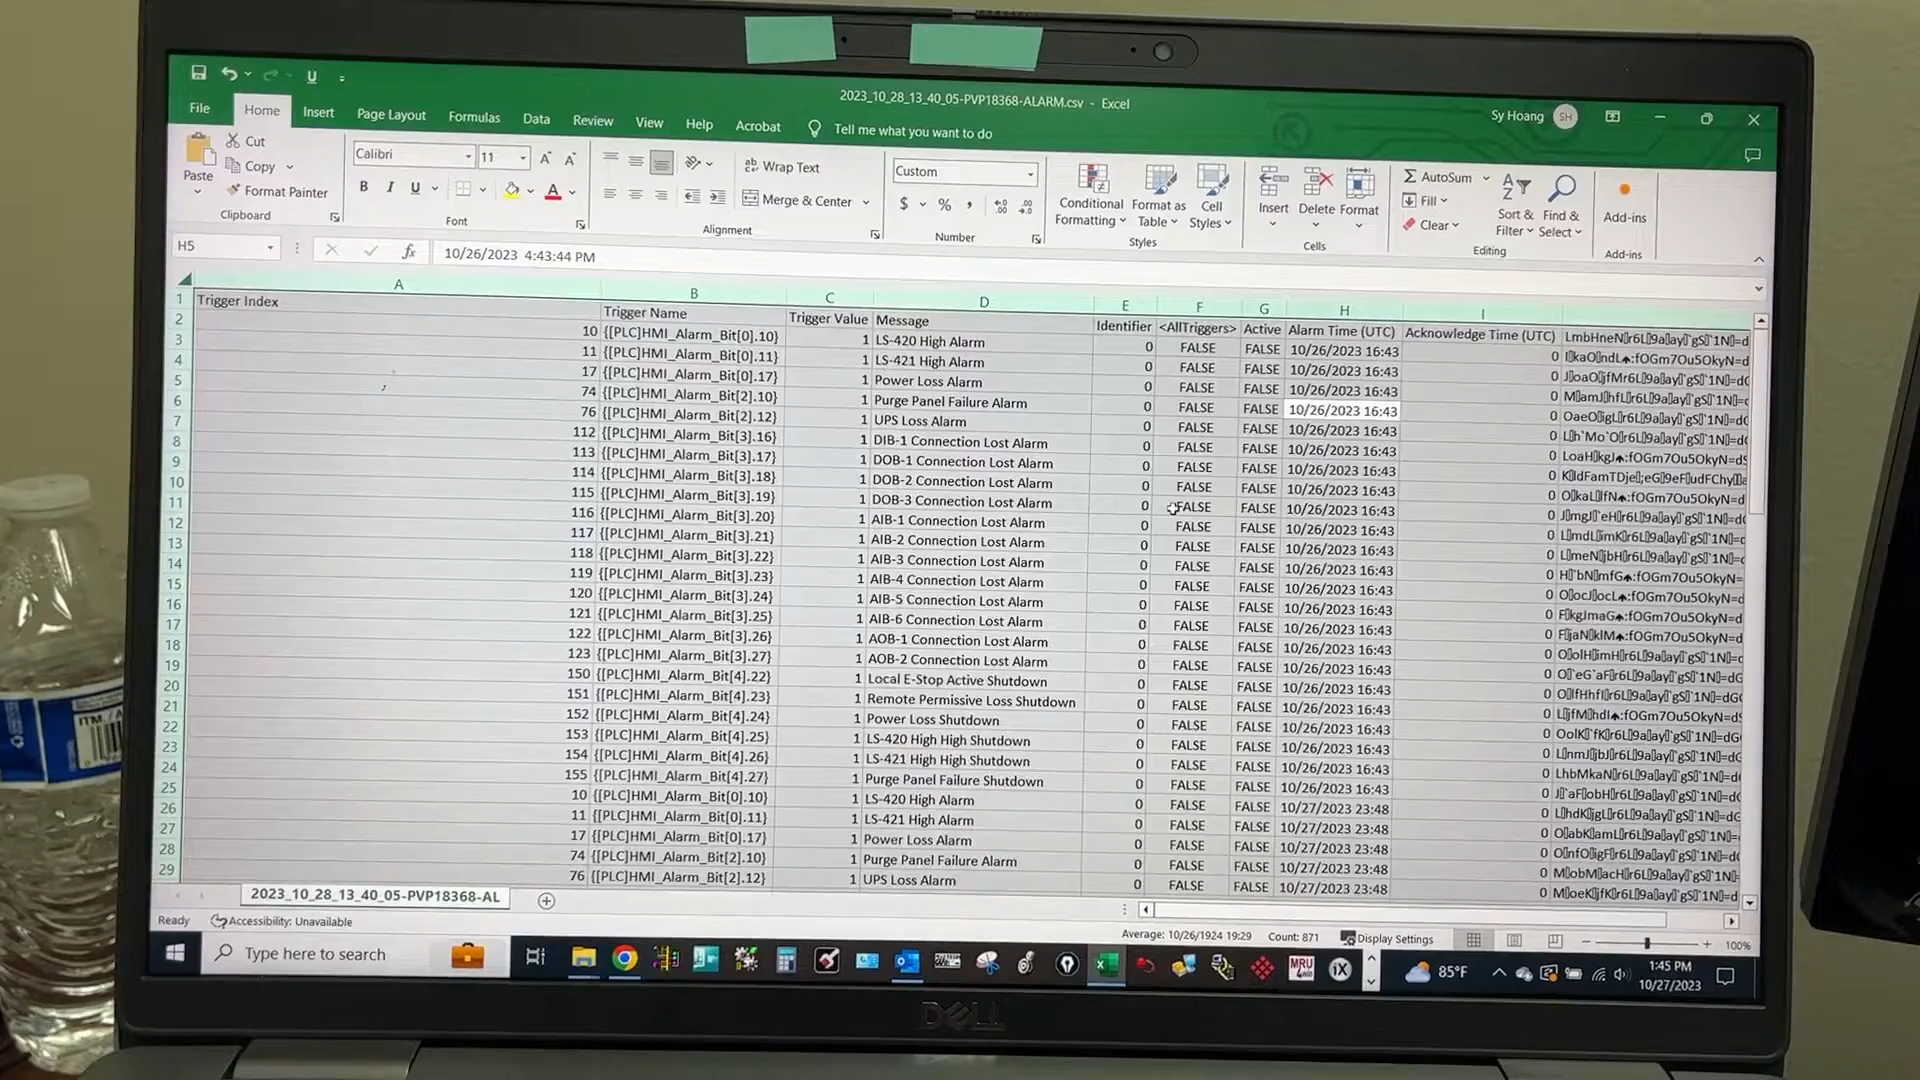 2023_10_28_13_40_05-PVP18368-ALARM.csv - Excel
Sy Hoang SH
File Home Insert Page Layout Formulas Data Review View Help Acrobat Tell me what you want to do
Paste Cut Copy Format Painter
Clipboard
Calibri 11
Font
Wrap Text
Merge & Center
Alignment
Custom
Number
Conditional Formatting Format as Table Cell Styles
Styles
Insert Delete Format
Cells
AutoSum Fill Clear Sort & Filter Find & Select
Editing
Add-ins
Add-ins
H5 fx 10/26/2023 4:43:44 PM
A B C D E F G H I
1 Trigger Index Trigger Name Trigger Value Message Identifier <AllTriggers> Active Alarm Time (UTC) Acknowledge Time (UTC)
2 10 {[PLC]HMI_Alarm_Bit[0].10} 1 LS-420 High Alarm 0 FALSE FALSE 10/26/2023 16:43 0
3 11 {[PLC]HMI_Alarm_Bit[0].11} 1 LS-421 High Alarm 0 FALSE FALSE 10/26/2023 16:43 0
4 17 {[PLC]HMI_Alarm_Bit[0].17} 1 Power Loss Alarm 0 FALSE FALSE 10/26/2023 16:43 0
5 74 {[PLC]HMI_Alarm_Bit[2].10} 1 Purge Panel Failure Alarm 0 FALSE FALSE 10/26/2023 16:43 0
6 76 {[PLC]HMI_Alarm_Bit[2].12} 1 UPS Loss Alarm 0 FALSE FALSE 10/26/2023 16:43 0
7 112 {[PLC]HMI_Alarm_Bit[3].16} 1 DIB-1 Connection Lost Alarm 0 FALSE FALSE 10/26/2023 16:43 0
8 113 {[PLC]HMI_Alarm_Bit[3].17} 1 DOB-1 Connection Lost Alarm 0 FALSE FALSE 10/26/2023 16:43 0
9 114 {[PLC]HMI_Alarm_Bit[3].18} 1 DOB-2 Connection Lost Alarm 0 FALSE FALSE 10/26/2023 16:43 0
10 115 {[PLC]HMI_Alarm_Bit[3].19} 1 DOB-3 Connection Lost Alarm 0 FALSE FALSE 10/26/2023 16:43 0
11 116 {[PLC]HMI_Alarm_Bit[3].20} 1 AIB-1 Connection Lost Alarm 0 FALSE FALSE 10/26/2023 16:43 0
12 117 {[PLC]HMI_Alarm_Bit[3].21} 1 AIB-2 Connection Lost Alarm 0 FALSE FALSE 10/26/2023 16:43 0
13 118 {[PLC]HMI_Alarm_Bit[3].22} 1 AIB-3 Connection Lost Alarm 0 FALSE FALSE 10/26/2023 16:43 0
14 119 {[PLC]HMI_Alarm_Bit[3].23} 1 AIB-4 Connection Lost Alarm 0 FALSE FALSE 10/26/2023 16:43 0
15 120 {[PLC]HMI_Alarm_Bit[3].24} 1 AIB-5 Connection Lost Alarm 0 FALSE FALSE 10/26/2023 16:43 0
16 121 {[PLC]HMI_Alarm_Bit[3].25} 1 AIB-6 Connection Lost Alarm 0 FALSE FALSE 10/26/2023 16:43 0
17 122 {[PLC]HMI_Alarm_Bit[3].26} 1 AOB-1 Connection Lost Alarm 0 FALSE FALSE 10/26/2023 16:43 0
18 123 {[PLC]HMI_Alarm_Bit[3].27} 1 AOB-2 Connection Lost Alarm 0 FALSE FALSE 10/26/2023 16:43 0
19 150 {[PLC]HMI_Alarm_Bit[4].22} 1 Local E-Stop Active Shutdown 0 FALSE FALSE 10/26/2023 16:43 0
20 151 {[PLC]HMI_Alarm_Bit[4].23} 1 Remote Permissive Loss Shutdown 0 FALSE FALSE 10/26/2023 16:43 0
21 152 {[PLC]HMI_Alarm_Bit[4].24} 1 Power Loss Shutdown 0 FALSE FALSE 10/26/2023 16:43 0
22 153 {[PLC]HMI_Alarm_Bit[4].25} 1 LS-420 High High Shutdown 0 FALSE FALSE 10/26/2023 16:43 0
23 154 {[PLC]HMI_Alarm_Bit[4].26} 1 LS-421 High High Shutdown 0 FALSE FALSE 10/26/2023 16:43 0
24 155 {[PLC]HMI_Alarm_Bit[4].27} 1 Purge Panel Failure Shutdown 0 FALSE FALSE 10/26/2023 16:43 0
25 10 {[PLC]HMI_Alarm_Bit[0].10} 1 LS-420 High Alarm 0 FALSE FALSE 10/27/2023 23:48 0
26 11 {[PLC]HMI_Alarm_Bit[0].11} 1 LS-421 High Alarm 0 FALSE FALSE 10/27/2023 23:48 0
27 17 {[PLC]HMI_Alarm_Bit[0].17} 1 Power Loss Alarm 0 FALSE FALSE 10/27/2023 23:48 0
28 74 {[PLC]HMI_Alarm_Bit[2].10} 1 Purge Panel Failure Alarm 0 FALSE FALSE 10/27/2023 23:48 0
29 76 {[PLC]HMI_Alarm_Bit[2].12} 1 UPS Loss Alarm 0 FALSE FALSE 10/27/2023 23:48 0
2023_10_28_13_40_05-PVP18368-AL
Ready Accessibility: Unavailable Average: 10/26/1924 19:29 Count: 871 Display Settings 100%
Type here to search MRU iX 85°F 1:45 PM
10/27/2023
DELL